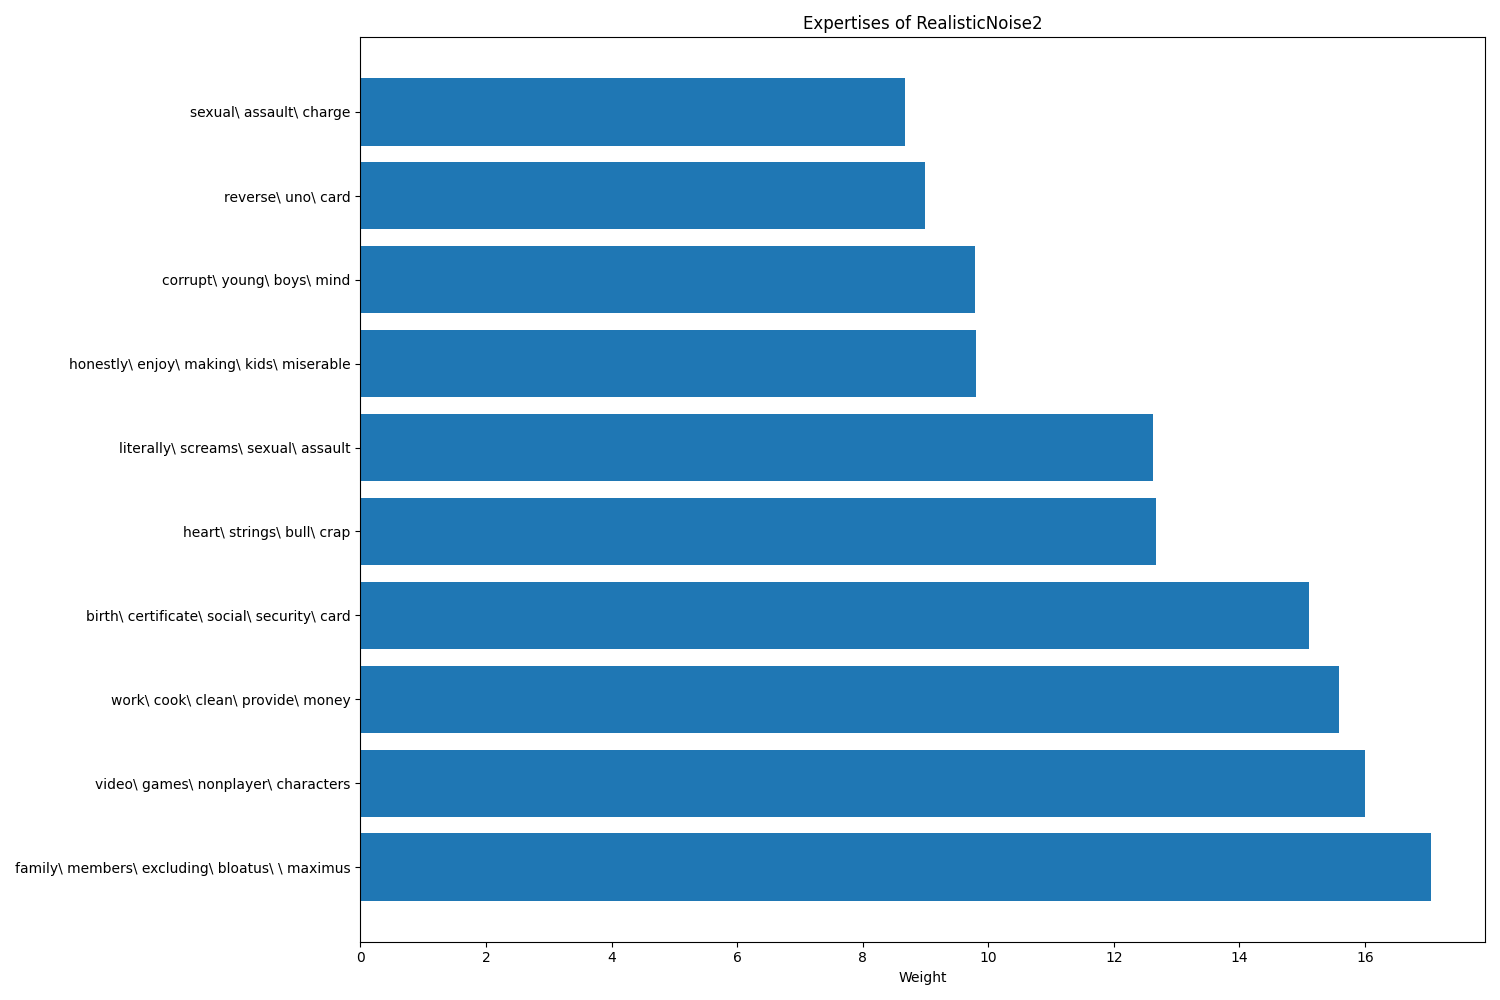 Expertises of RealisticNoise2
sexual\ assault\ charge
reverse\ uno\ card
corrupt\ young\ boys\ mind
honestly\ enjoy\ making\ kids\ miserable
literally\ screams\ sexual\ assault
heart\ strings\ bull\ crap
birth\ certificate\ social\ security\ card
work\ cook\ clean\ provide\ money
video\ games\ nonplayer\ characters
family\ members\ excluding\ bloatus\ \ maximus
0 2 4 6 8 10 12 14 16
Weight